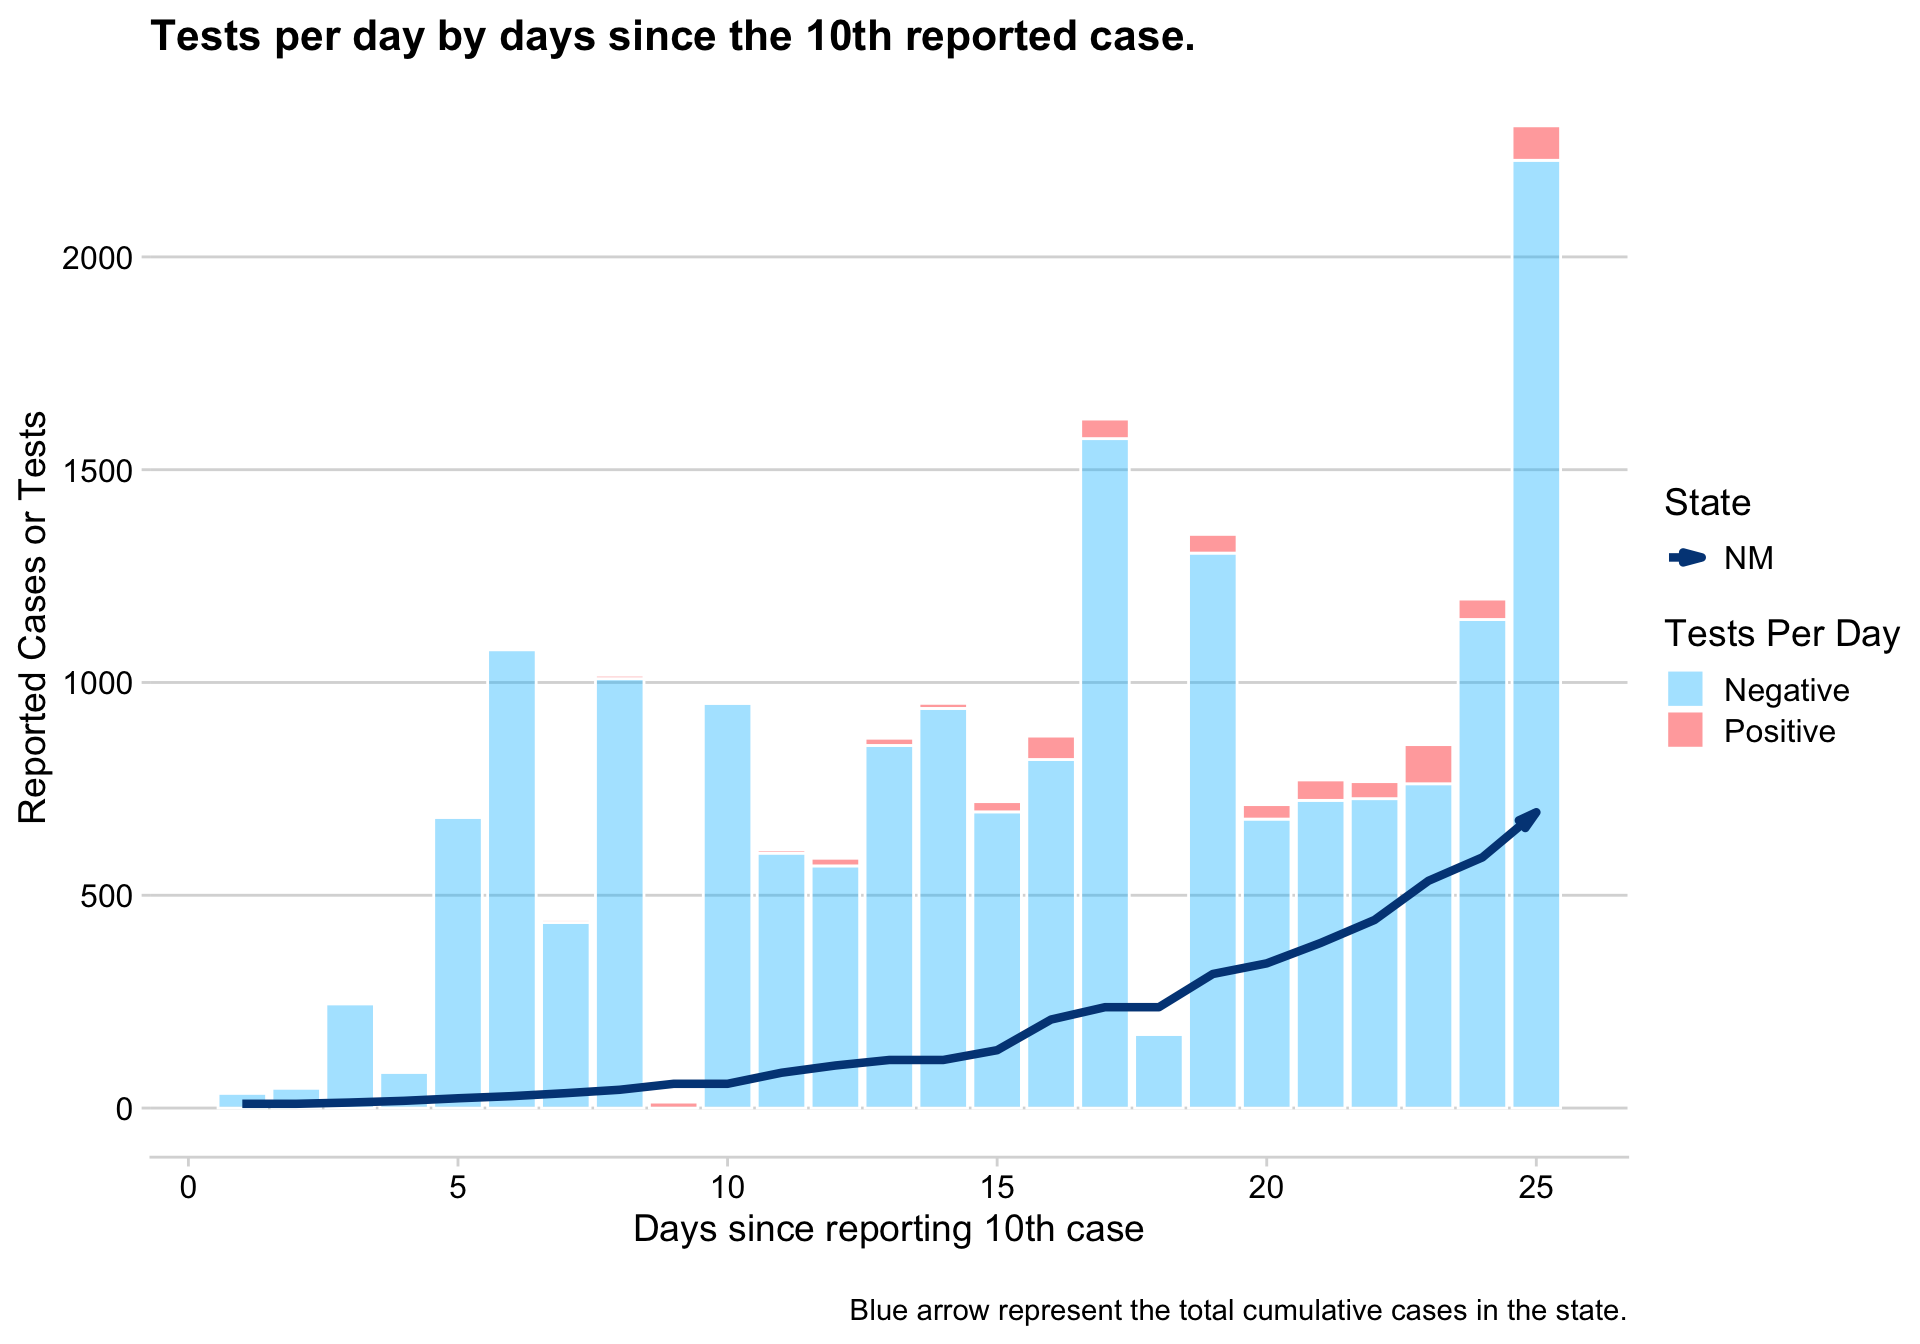 Tests per day by days since the 10th reported case.
Reported Cases or Tests
2000
1500
1000
500
0
0 5 10 15 20 25
Days since reporting 10th case
State
NM
Tests Per Day
Negative
Positive
Blue arrow represent the total cumulative cases in the state.